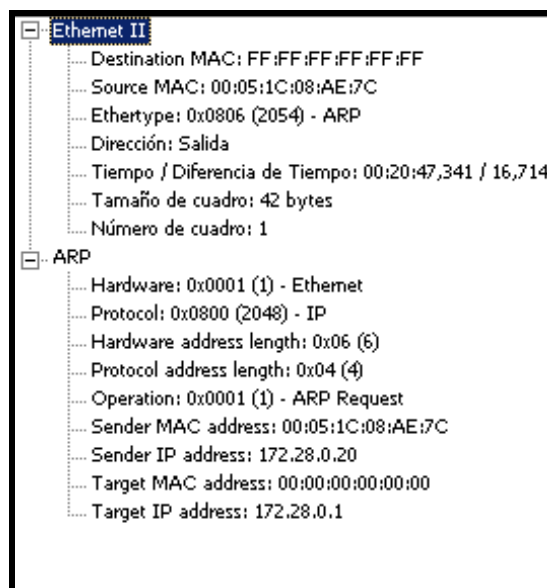 Ethernet II
Destination MAC: FF:FF:FF:FF:FF:FF
Source MAC: 00:05:1C:08:AE:7C
Ethertype: 0x0806 (2054) - ARP
Dirección: Salida
Tiempo / Diferencia de Tiempo: 00:20:47,341 / 16,714
Tamaño de cuadro: 42 bytes
Número de cuadro: 1
ARP
Hardware: 0x0001 (1) - Ethernet
Protocol: 0x0800 (2048) - IP
Hardware address length: 0x06 (6)
Protocol address length: 0x04 (4)
Operation: 0x0001 (1) - ARP Request
Sender MAC address: 00:05:1C:08:AE:7C
Sender IP address: 172.28.0.20
Target MAC address: 00:00:00:00:00:00
Target IP address: 172.28.0.1